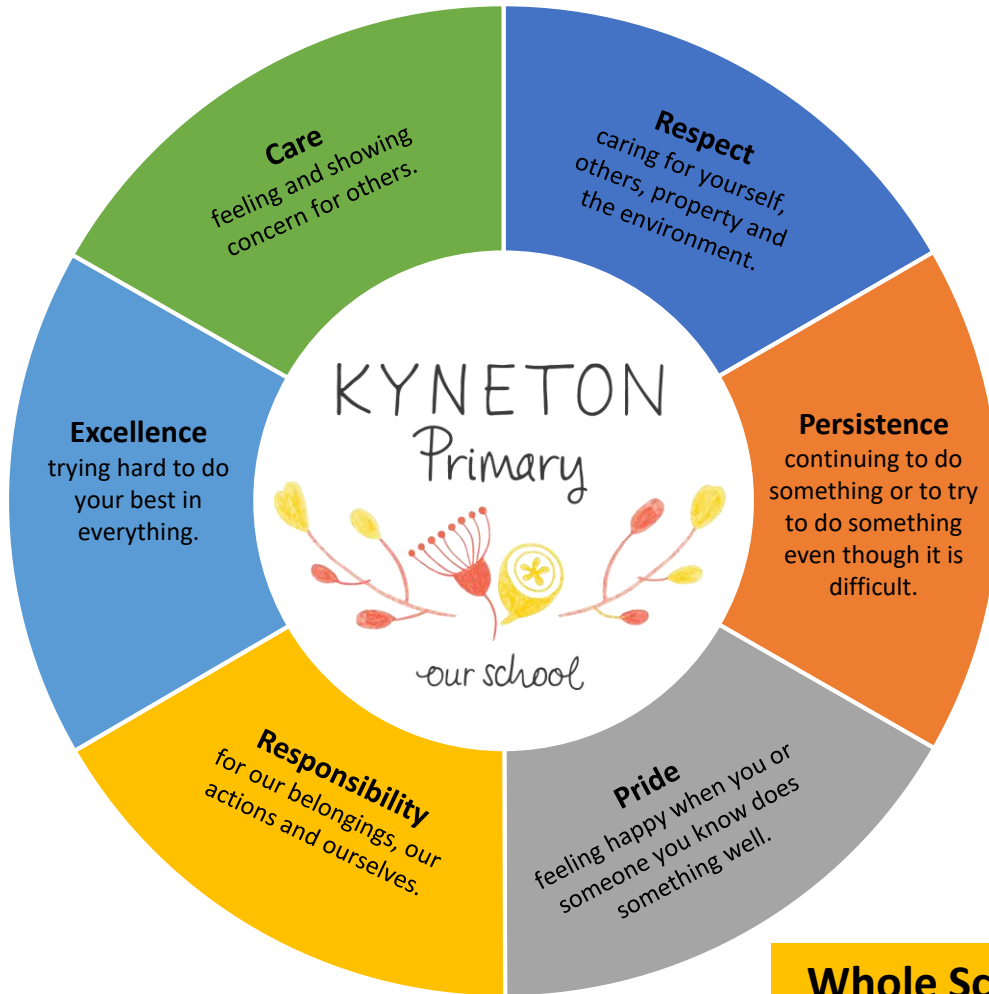 Care
feeling and showing
concern for others.
Respect
caring for yourself,
others, property and
the environment.
Excellence
trying hard to do
your best in
everything.
KYNETON
Primary
our school
Persistence
continuing to do
something or to try
to do something
even though it is
difficult.
Responsibility
for our belongings, our
actions and ourselves.
Pride
feeling happy when you or
someone you know does
something well.
Whole Sc